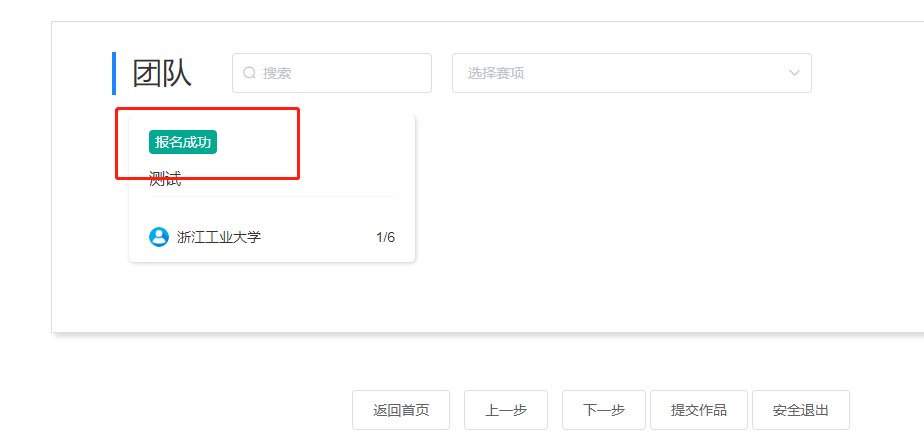 团队
搜索
选择赛项
报名成功
测试
浙江工业大学
1/6
返回首页
上一步
下一步
提交作品
安全退出